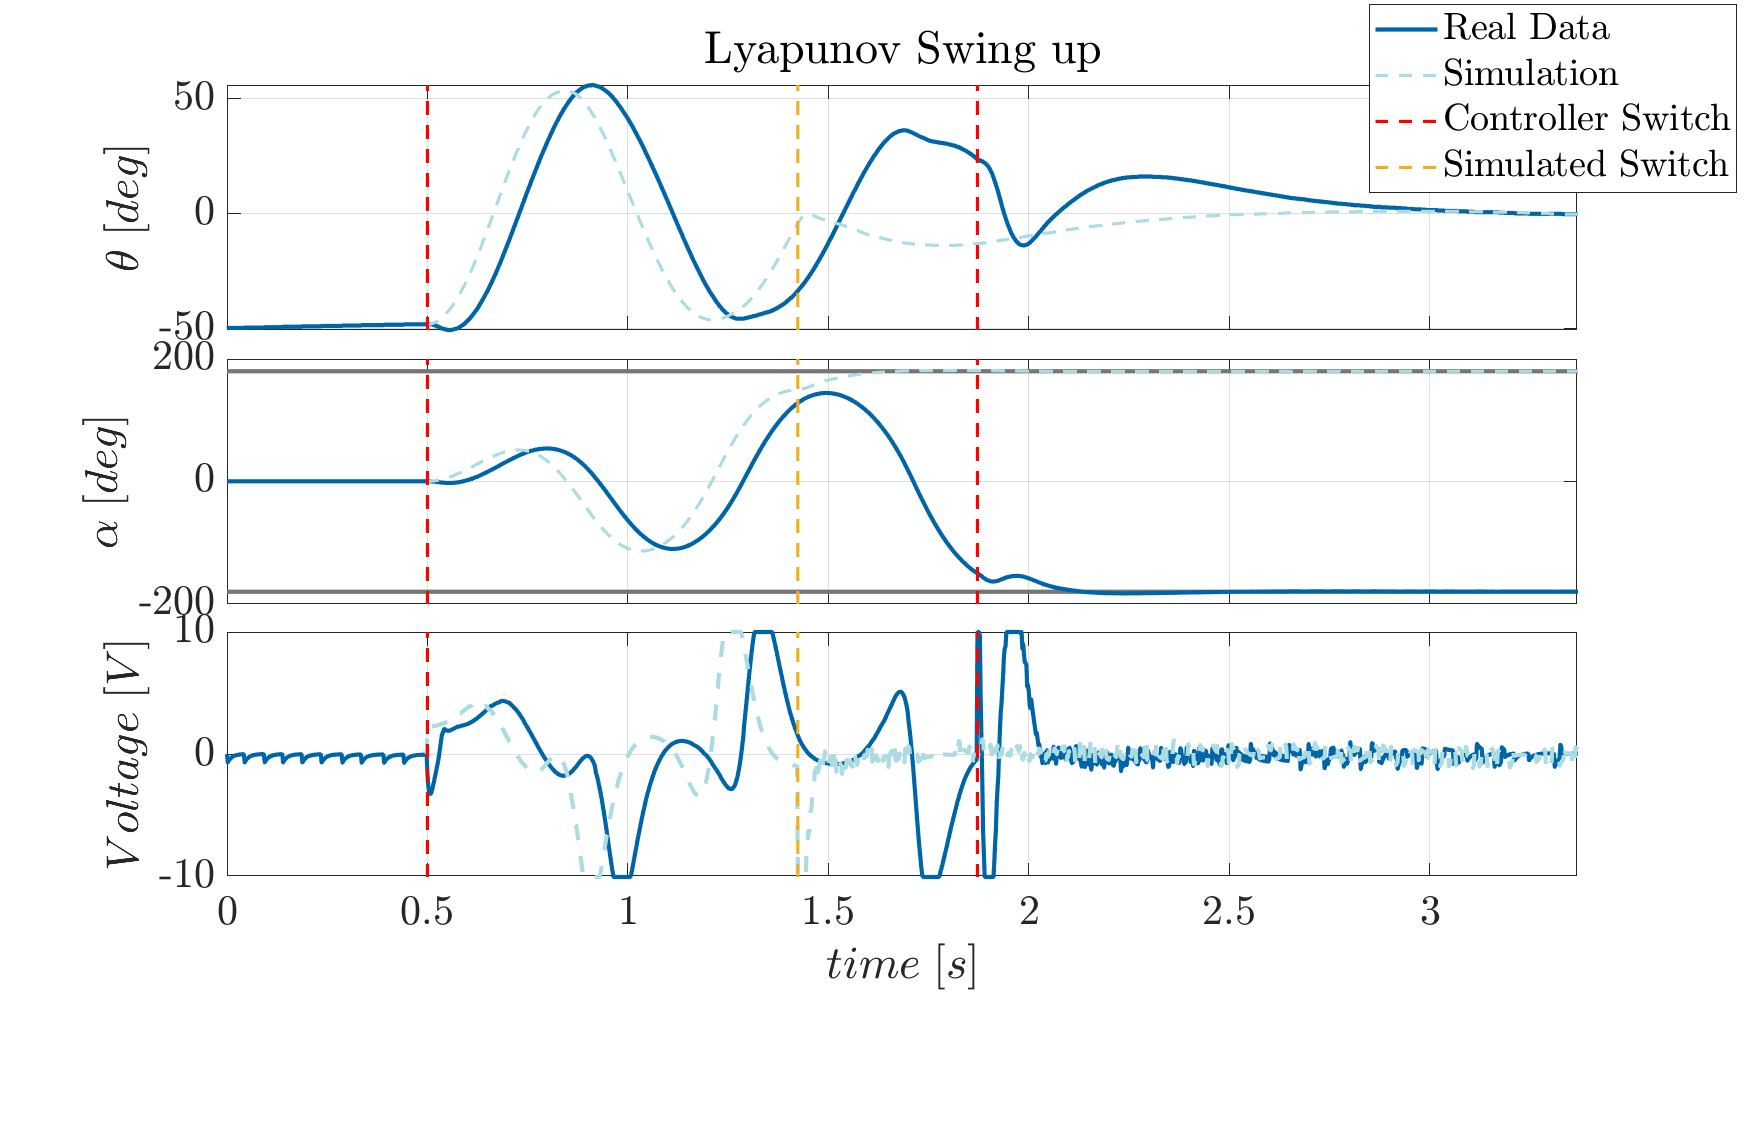 Lyapunov Swing up
Real Data
Simulation
Controller Switch
Simulated Switch
50
0
-50
θ [deg]
200
0
-200
α [deg]
10
0
-10
Voltage [V]
0 0.5 1 1.5 2 2.5 3
time [s]